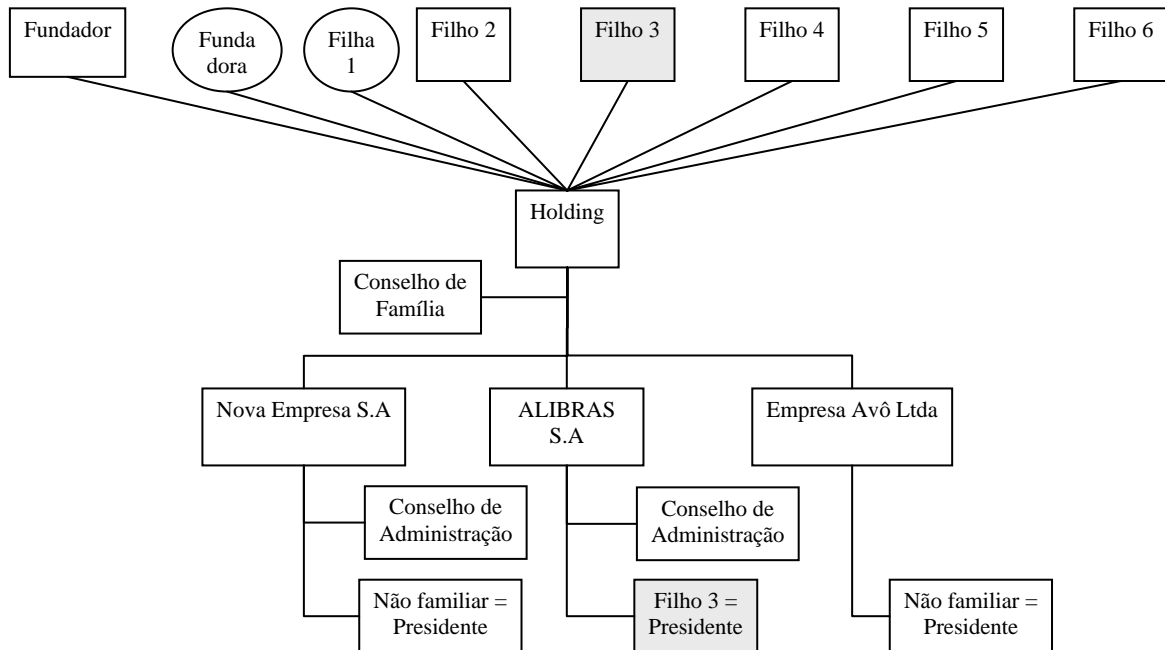 Fundador
Funda
dora
Filha
1
Filho 2
Filho 3
Filho 4
Filho 5
Filho 6
Holding
Conselho de
Família
Nova Empresa S.A
ALIBRAS
S.A
Empresa Avô Ltda
Conselho de
Administração
Conselho de
Administração
Não familiar =
Presidente
Filho 3 =
Presidente
Não familiar =
Presidente